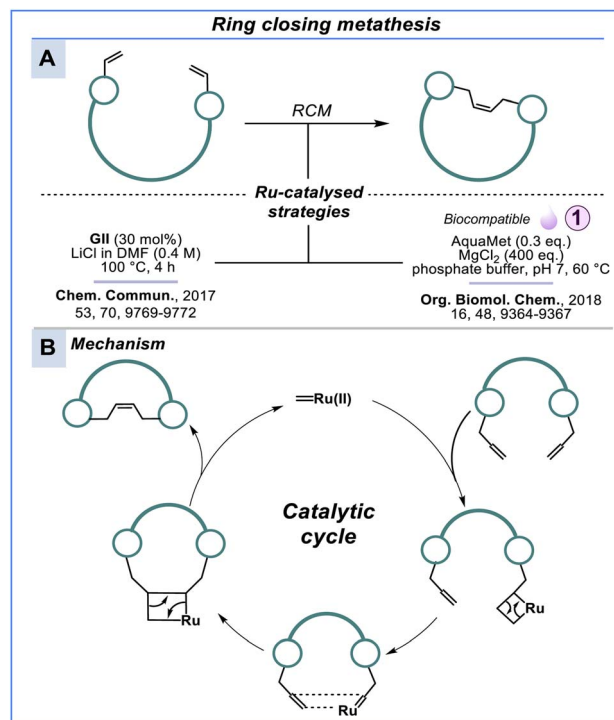 Ring closing metathesis
A
RCM
Ru-catalysed
strategies
GII (30 mol%)
LiCl in DMF (0.4 M)
100 °C, 4 h
Chem. Commun., 2017
53, 70, 9769-9772
Biocompatible 1
AquaMet (0.3 eq.)
MgCl₂ (400 eq.)
phosphate buffer, pH 7, 60 °C
Org. Biomol. Chem., 2018
16, 48, 9364-9367
B Mechanism
=Ru(II)
Catalytic
cycle
Ru
Ru
Ru